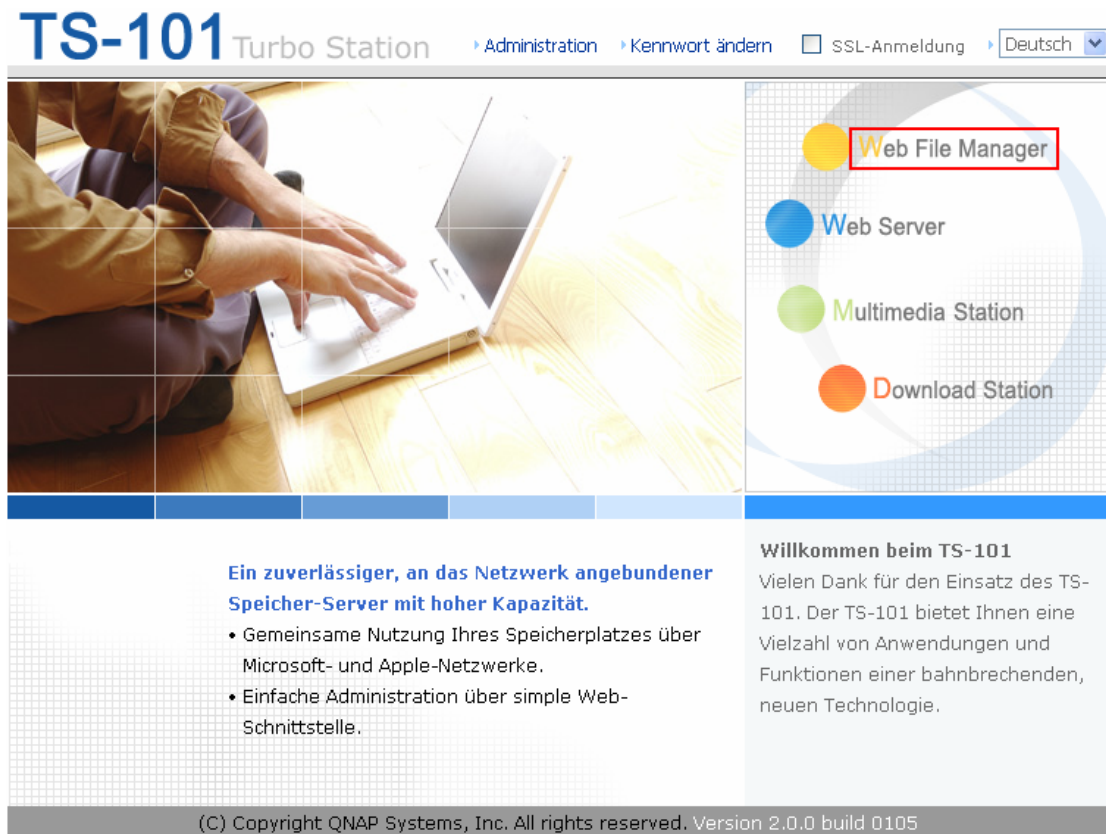 TS-101 Turbo Station
Administration Kennwort ändern SSL-Anmeldung Deutsch
Web File Manager
Web Server
Multimedia Station
Download Station
Ein zuverlässiger, an das Netzwerk angebundener
Speicher-Server mit hoher Kapazität.
• Gemeinsame Nutzung Ihres Speicherplatzes über
Microsoft- und Apple-Netzwerke.
• Einfache Administration über simple Web-
Schnittstelle.
Willkommen beim TS-101
Vielen Dank für den Einsatz des TS-
101. Der TS-101 bietet Ihnen eine
Vielzahl von Anwendungen und
Funktionen einer bahnbrechenden,
neuen Technologie.
(C) Copyright QNAP Systems, Inc. All rights reserved. Version 2.0.0 build 0105